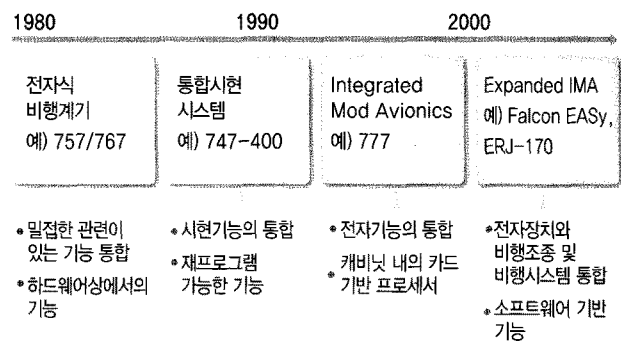 1980 1990 2000
전자식
비행계기
예) 757/767
통합시현
시스템
예) 747-400
Integrated
Mod Avionics
예) 777
Expanded IMA
예) Falcon EASy,
ERJ-170
• 밀접한 관련이
있는 기능 통합
• 하드웨어상에서의
기능
• 시현기능의 통합
• 재프로그램
가능한 기능
• 전자기능의 통합
• 캐비닛 내의 카드
기반 프로세서
• 전자장치와
비행조종 및
비행시스템 통합
• 소프트웨어 기반
기능